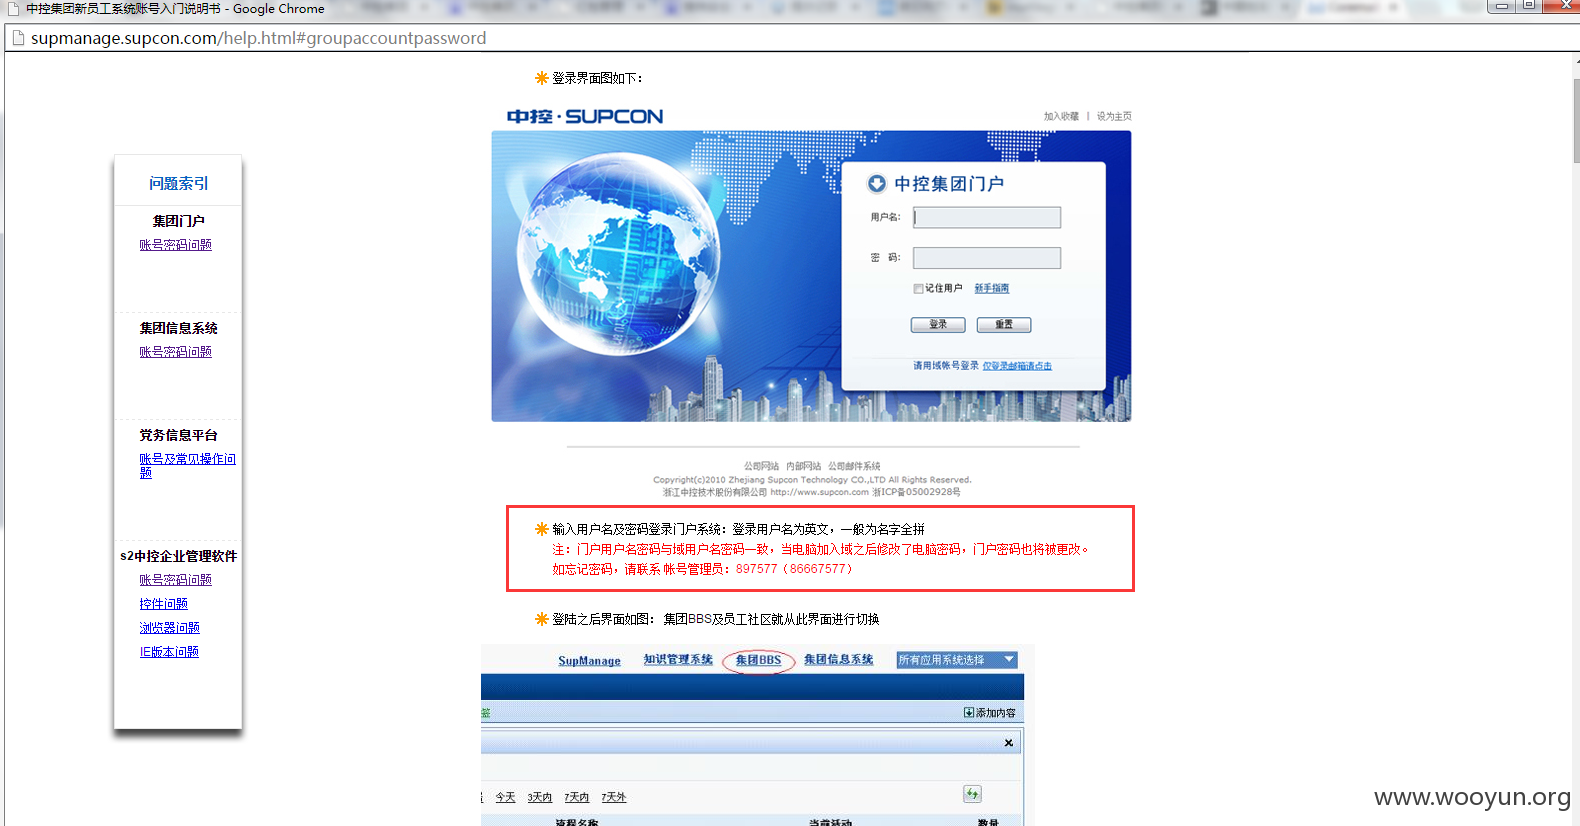 中控集团新员工系统账号入门说明书 - Google Chrome
supmanage.supcon.com/help.html#groupaccountpassword
登录界面图如下：
中控·SUPCON
加入收藏 | 设为主页
问题索引
集团门户
账号密码问题
集团信息系统
账号密码问题
党务信息平台
账号及常见操作问
题
s2中控企业管理软件
账号密码问题
控件问题
浏览器问题
IE版本问题
中控集团门户
用户名:
密 码:
记住用户 新手指南
登录 重置
请用域帐号登录 仅登录邮箱请点击
公司网站 内部网站 公司邮件系统
Copyright(c)2010 Zhejiang Supcon Technology CO.,LTD All Rights Reserved.
浙江中控技术股份有限公司 http://www.supcon.com 浙ICP备05002928号
输入用户名及密码登录门户系统：登录用户名为英文，一般为名字全拼
注：门户用户名密码与域用户名密码一致，当电脑加入域之后修改了电脑密码，门户密码也将被更改。
如忘记密码，请联系 帐号管理员：897577（86667577）
登陆之后界面如图： 集团BBS及员工社区就从此界面进行切换
SupManage 知识管理系统 集团BBS 集团信息系统 所有应用系统选择
添加内容
今天 3天内 7天内 7天外
流程名称 当前活动 数量
www.wooyun.org